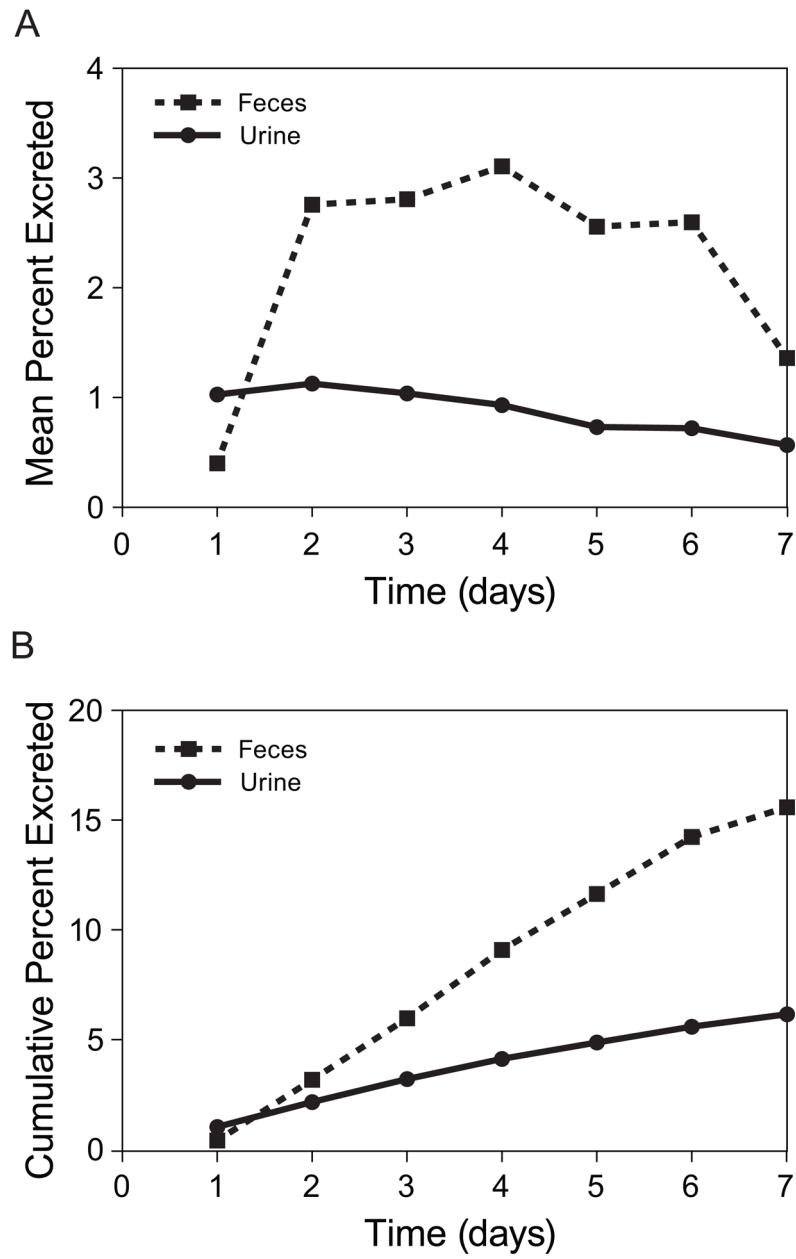 A
Mean Percent Excreted
4
3
2
1
0
Feces
Urine
0 1 2 3 4 5 6 7
Time (days)
B
Cumulative Percent Excreted
20
15
10
5
0
Feces
Urine
0 1 2 3 4 5 6 7
Time (days)